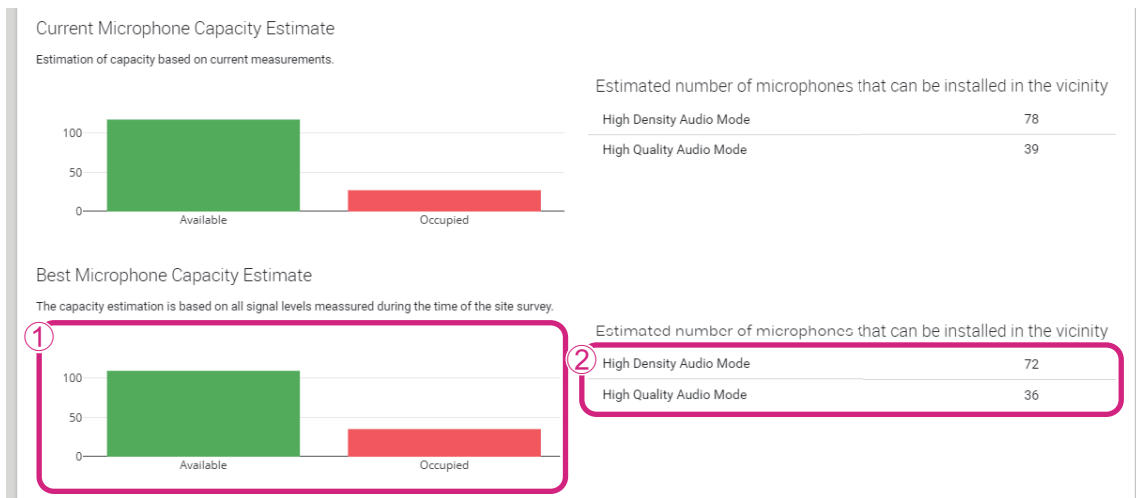 Current Microphone Capacity Estimate
Estimation of capacity based on current measurements.
Estimated number of microphones that can be installed in the vicinity
High Density Audio Mode 78
High Quality Audio Mode 39
100
50
0
Available Occupied
Best Microphone Capacity Estimate
The capacity estimation is based on all signal levels meassured during the time of the site survey.
1
Estimated number of microphones that can be installed in the vicinity
2
High Density Audio Mode 72
High Quality Audio Mode 36
100
50
0
Available Occupied